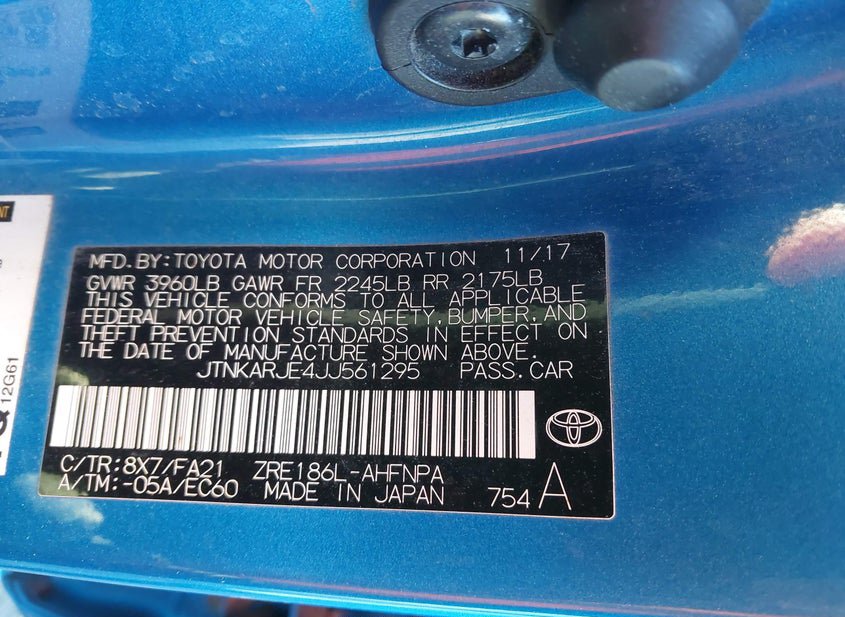 MFD.BY:TOYOTA MOTOR CORPORATION 11/17
GVWR 3960LB GAWR FR 2245LB RR 2175LB
THIS VEHICLE CONFORMS TO ALL APPLICABLE
FEDERAL MOTOR VEHICLE SAFETY,BUMPER,AND
THEFT PREVENTION STANDARDS IN EFFECT ON
THE DATE OF MANUFACTURE SHOWN ABOVE.
JTNKARJE4JJ561295 PASS.CAR
C/TR:8X7/FA21 ZRE186L-AHFNPA
A/TM:-05A/EC60 MADE IN JAPAN 754 A
12G61